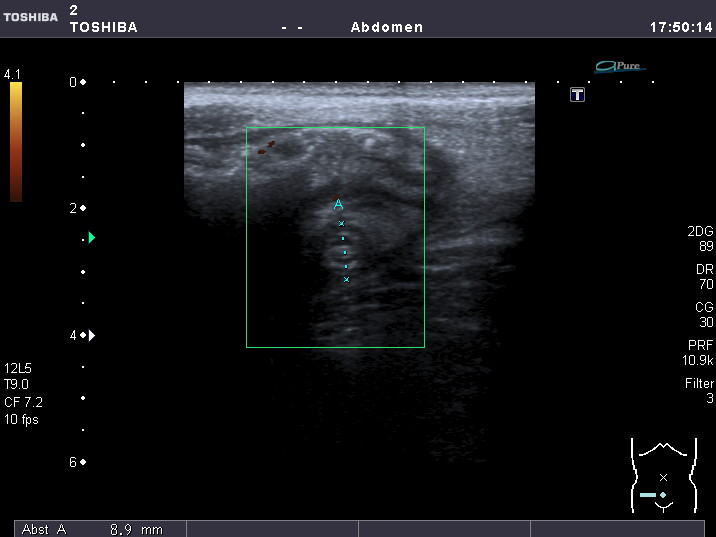 TOSHIBA
2
TOSHIBA - - Abdomen 17:50:14
4.1
Pure
T
0
2
4
6
A
2DG
89
DR
70
CG
30
PRF
10.9k
Filter
3
12L5
T9.0
CF 7.2
10 fps
Abst A 8.9 mm